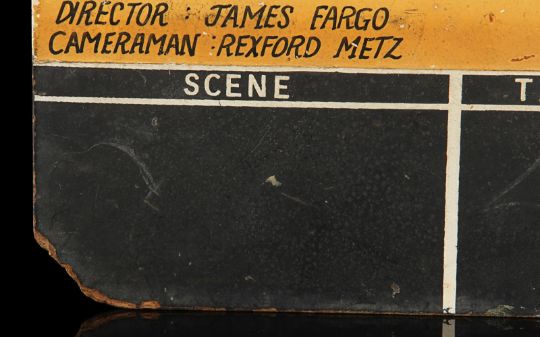 DIRECTOR : JAMES FARGO
CAMERAMAN : REXFORD METZ
SCENE T